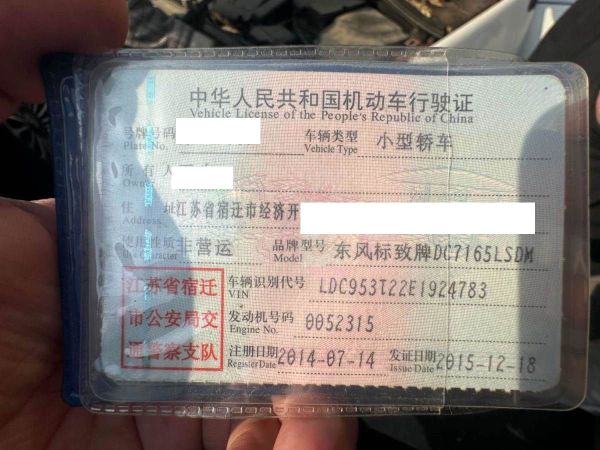 中华人民共和国机动车行驶证
Vehicle License of the People's Republic of China
号牌号码
Plate No.
车辆类型 小型轿车
Vehicle Type
所有人
Owner
住 址 江苏省宿迁市经济开
Address
使用性质 非营运
Use Character
品牌型号 东风标致牌DC7165LSDM
Model
江苏省宿迁
市公安局交
通警察支队
车辆识别代号 LDC953T22E1924783
VIN
发动机号码 0052315
Engine No.
注册日期 2014-07-14
Register Date
发证日期 2015-12-18
Issue Date